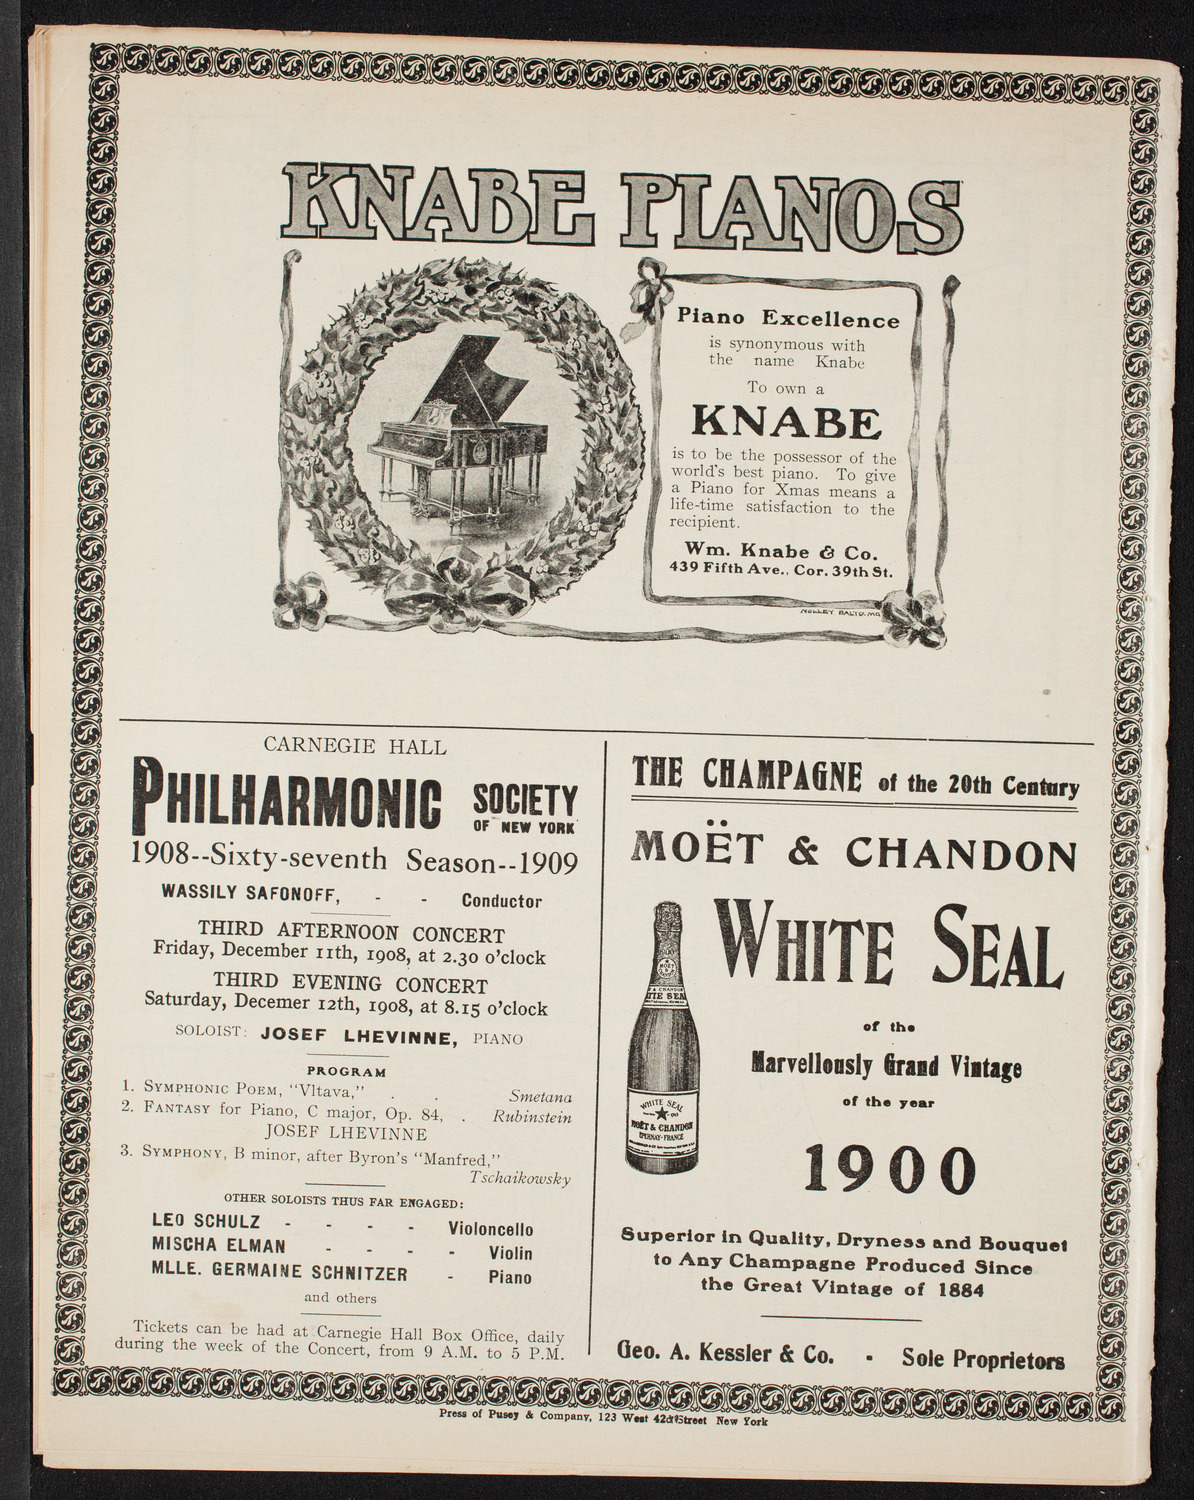 KNABE PIANOS
Piano Excellence
is synonymous with
the name Knabe
To own a
KNABE
is to be the possessor of the
world's best piano. To give
a Piano for Xmas means a
life-time satisfaction to the
recipient.
Wm. Knabe & Co.
439 Fifth Ave., Cor. 39th St.
NOLLEY BALTO. MD
CARNEGIE HALL
PHILHARMONIC SOCIETY
OF NEW YORK
1908--Sixty-seventh Season--1909
WASSILY SAFONOFF, - - Conductor
THIRD AFTERNOON CONCERT
Friday, December 11th, 1908, at 2.30 o'clock
THIRD EVENING CONCERT
Saturday, Decemer 12th, 1908, at 8.15 o'clock
SOLOIST: JOSEF LHEVINNE, PIANO
PROGRAM
1. SYMPHONIC POEM, "Vltava," . . Smetana
2. FANTASY for Piano, C major, Op. 84, . Rubinstein
JOSEF LHEVINNE
3. SYMPHONY, B minor, after Byron's "Manfred,"
Tschaikowsky
OTHER SOLOISTS THUS FAR ENGAGED:
LEO SCHULZ - - - - Violoncello
MISCHA ELMAN - - - - Violin
MLLE. GERMAINE SCHNITZER - Piano
and others
Tickets can be had at Carnegie Hall Box Office, daily
during the week of the Concert, from 9 A.M. to 5 P.M.
THE CHAMPAGNE of the 20th Century
MOËT & CHANDON
WHITE SEAL
of the
Marvellously Grand Vintage
of the year
1900
WHITE SEAL
MOËT & CHANDON
EPERNAY-FRANCE
Superior in Quality, Dryness and Bouquet
to Any Champagne Produced Since
the Great Vintage of 1884
Geo. A. Kessler & Co. - Sole Proprietors
Press of Pusey & Company, 123 West 42d Street New York